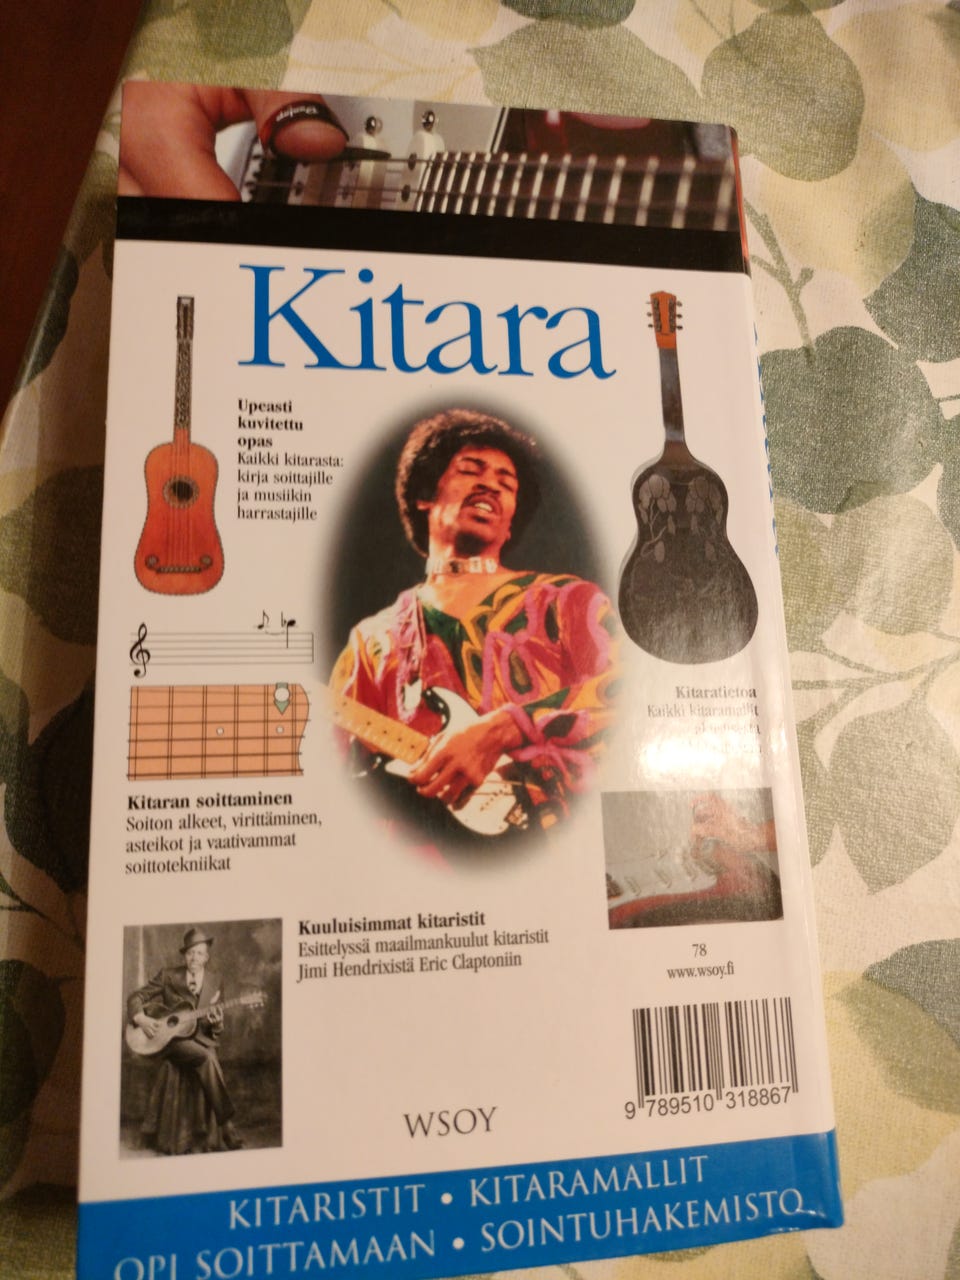 Kitara
Upeasti
kuvitettu
opas
Kaikki kitarasta:
kirja soittajille
ja musiikin
harrastajille
Kitaratietoa
Kaikki kitaramallit
Kitaran soittaminen
Soiton alkeet, virittäminen,
asteikot ja vaativammat
soittotekniikat
Kuuluisimmat kitaristit
Esittelyssä maailmankuulut kitaristit
Jimi Hendrixistä Eric Claptoniin
78
www.wsoy.fi
9 789510 318867
WSOY
KITARISTIT • KITARAMALLIT
OPI SOITTAMAAN • SOINTUHAKEMISTO